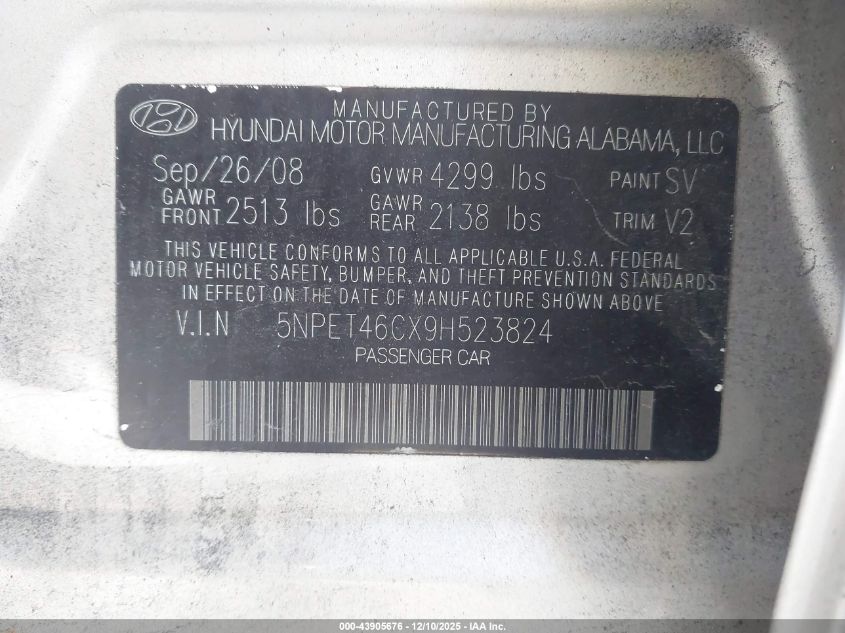 MANUFACTURED BY
HYUNDAI MOTOR MANUFACTURING ALABAMA, LLC
Sep/26/08 GVWR 4299 lbs PAINT SV
GAWR FRONT 2513 lbs GAWR REAR 2138 lbs TRIM V2
THIS VEHICLE CONFORMS TO ALL APPLICABLE U.S.A. FEDERAL
MOTOR VEHICLE SAFETY, BUMPER, AND THEFT PREVENTION STANDARDS
IN EFFECT ON THE DATE OF MANUFACTURE SHOWN ABOVE.
V.I.N 5NPET46CX9H523824
PASSENGER CAR
000-43905676 - 12/10/2025 - IAA Inc.